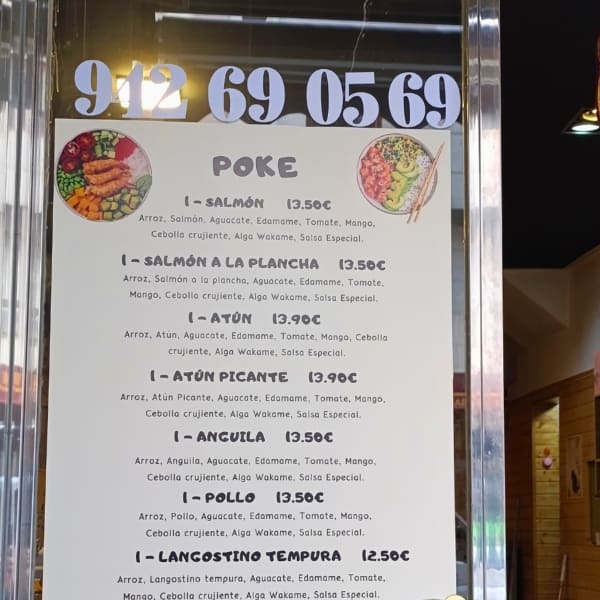 942 69 05 69
POKE
1 - SALMÓN 13.50€
Arroz, Salmón, Aguacate, Edamame, Tomate, Mango,
Cebolla crujiente, Alga Wakame, Salsa Especial.
1 - SALMÓN A LA PLANCHA 13.50€
Arroz, Salmón a la plancha, Aguacate, Edamame, Tomate,
Mango, Cebolla crujiente, Alga Wakame, Salsa Especial.
1 - ATÚN 13.90€
Arroz, Atún, Aguacate, Edamame, Tomate, Mango, Cebolla
crujiente, Alga Wakame, Salsa Especial.
1 - ATÚN PICANTE 13.90€
Arroz, Atún Picante, Aguacate, Edamame, Tomate, Mango,
Cebolla crujiente, Alga Wakame, Salsa Especial.
1 - ANGUILA 13.50€
Arroz, Anguila, Aguacate, Edamame, Tomate, Mango,
Cebolla crujiente, Alga Wakame, Salsa Especial.
1 - POLLO 13.50€
Arroz, Pollo, Aguacate, Edamame, Tomate, Mango,
Cebolla crujiente, Alga Wakame, Salsa Especial.
1 - LANGOSTINO TEMPURA 12.50€
Arroz, Langostino tempura, Aguacate, Edamame, Tomate,
Mango, Cebolla crujiente, Alga Wakame, Salsa Especial.